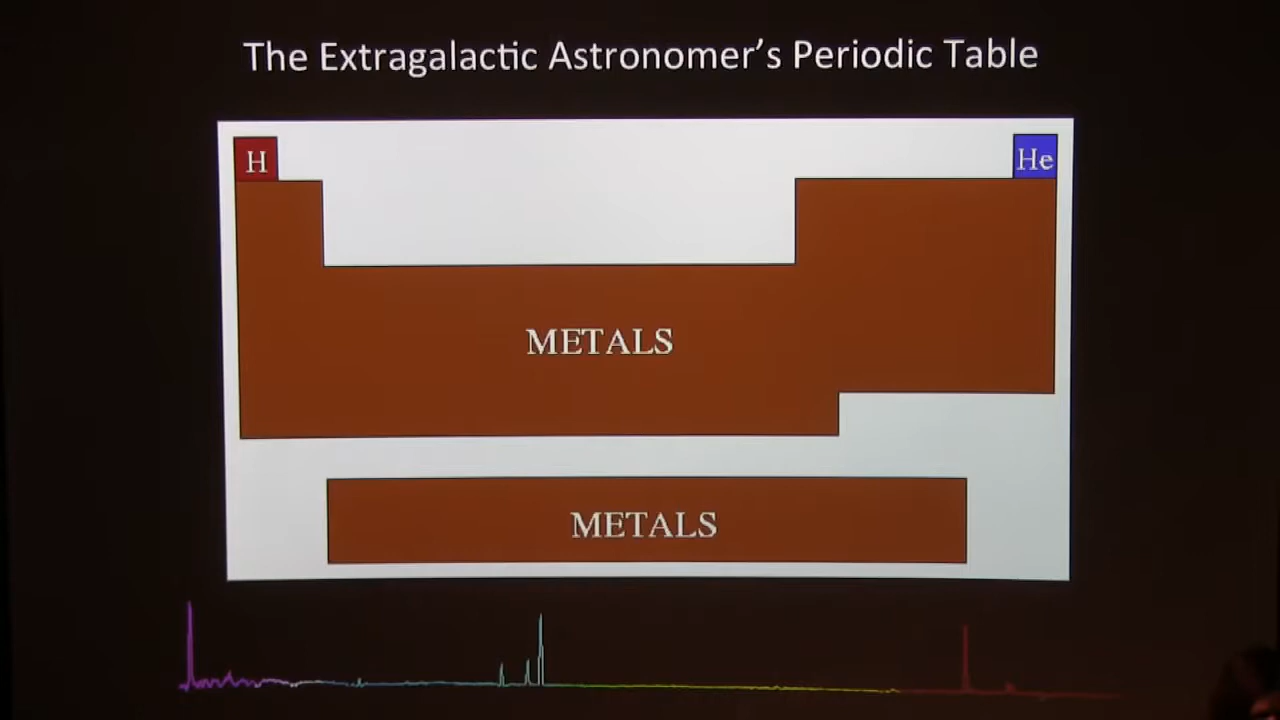 The Extragalactic Astronomer's Periodic Table
H
He
METALS
METALS